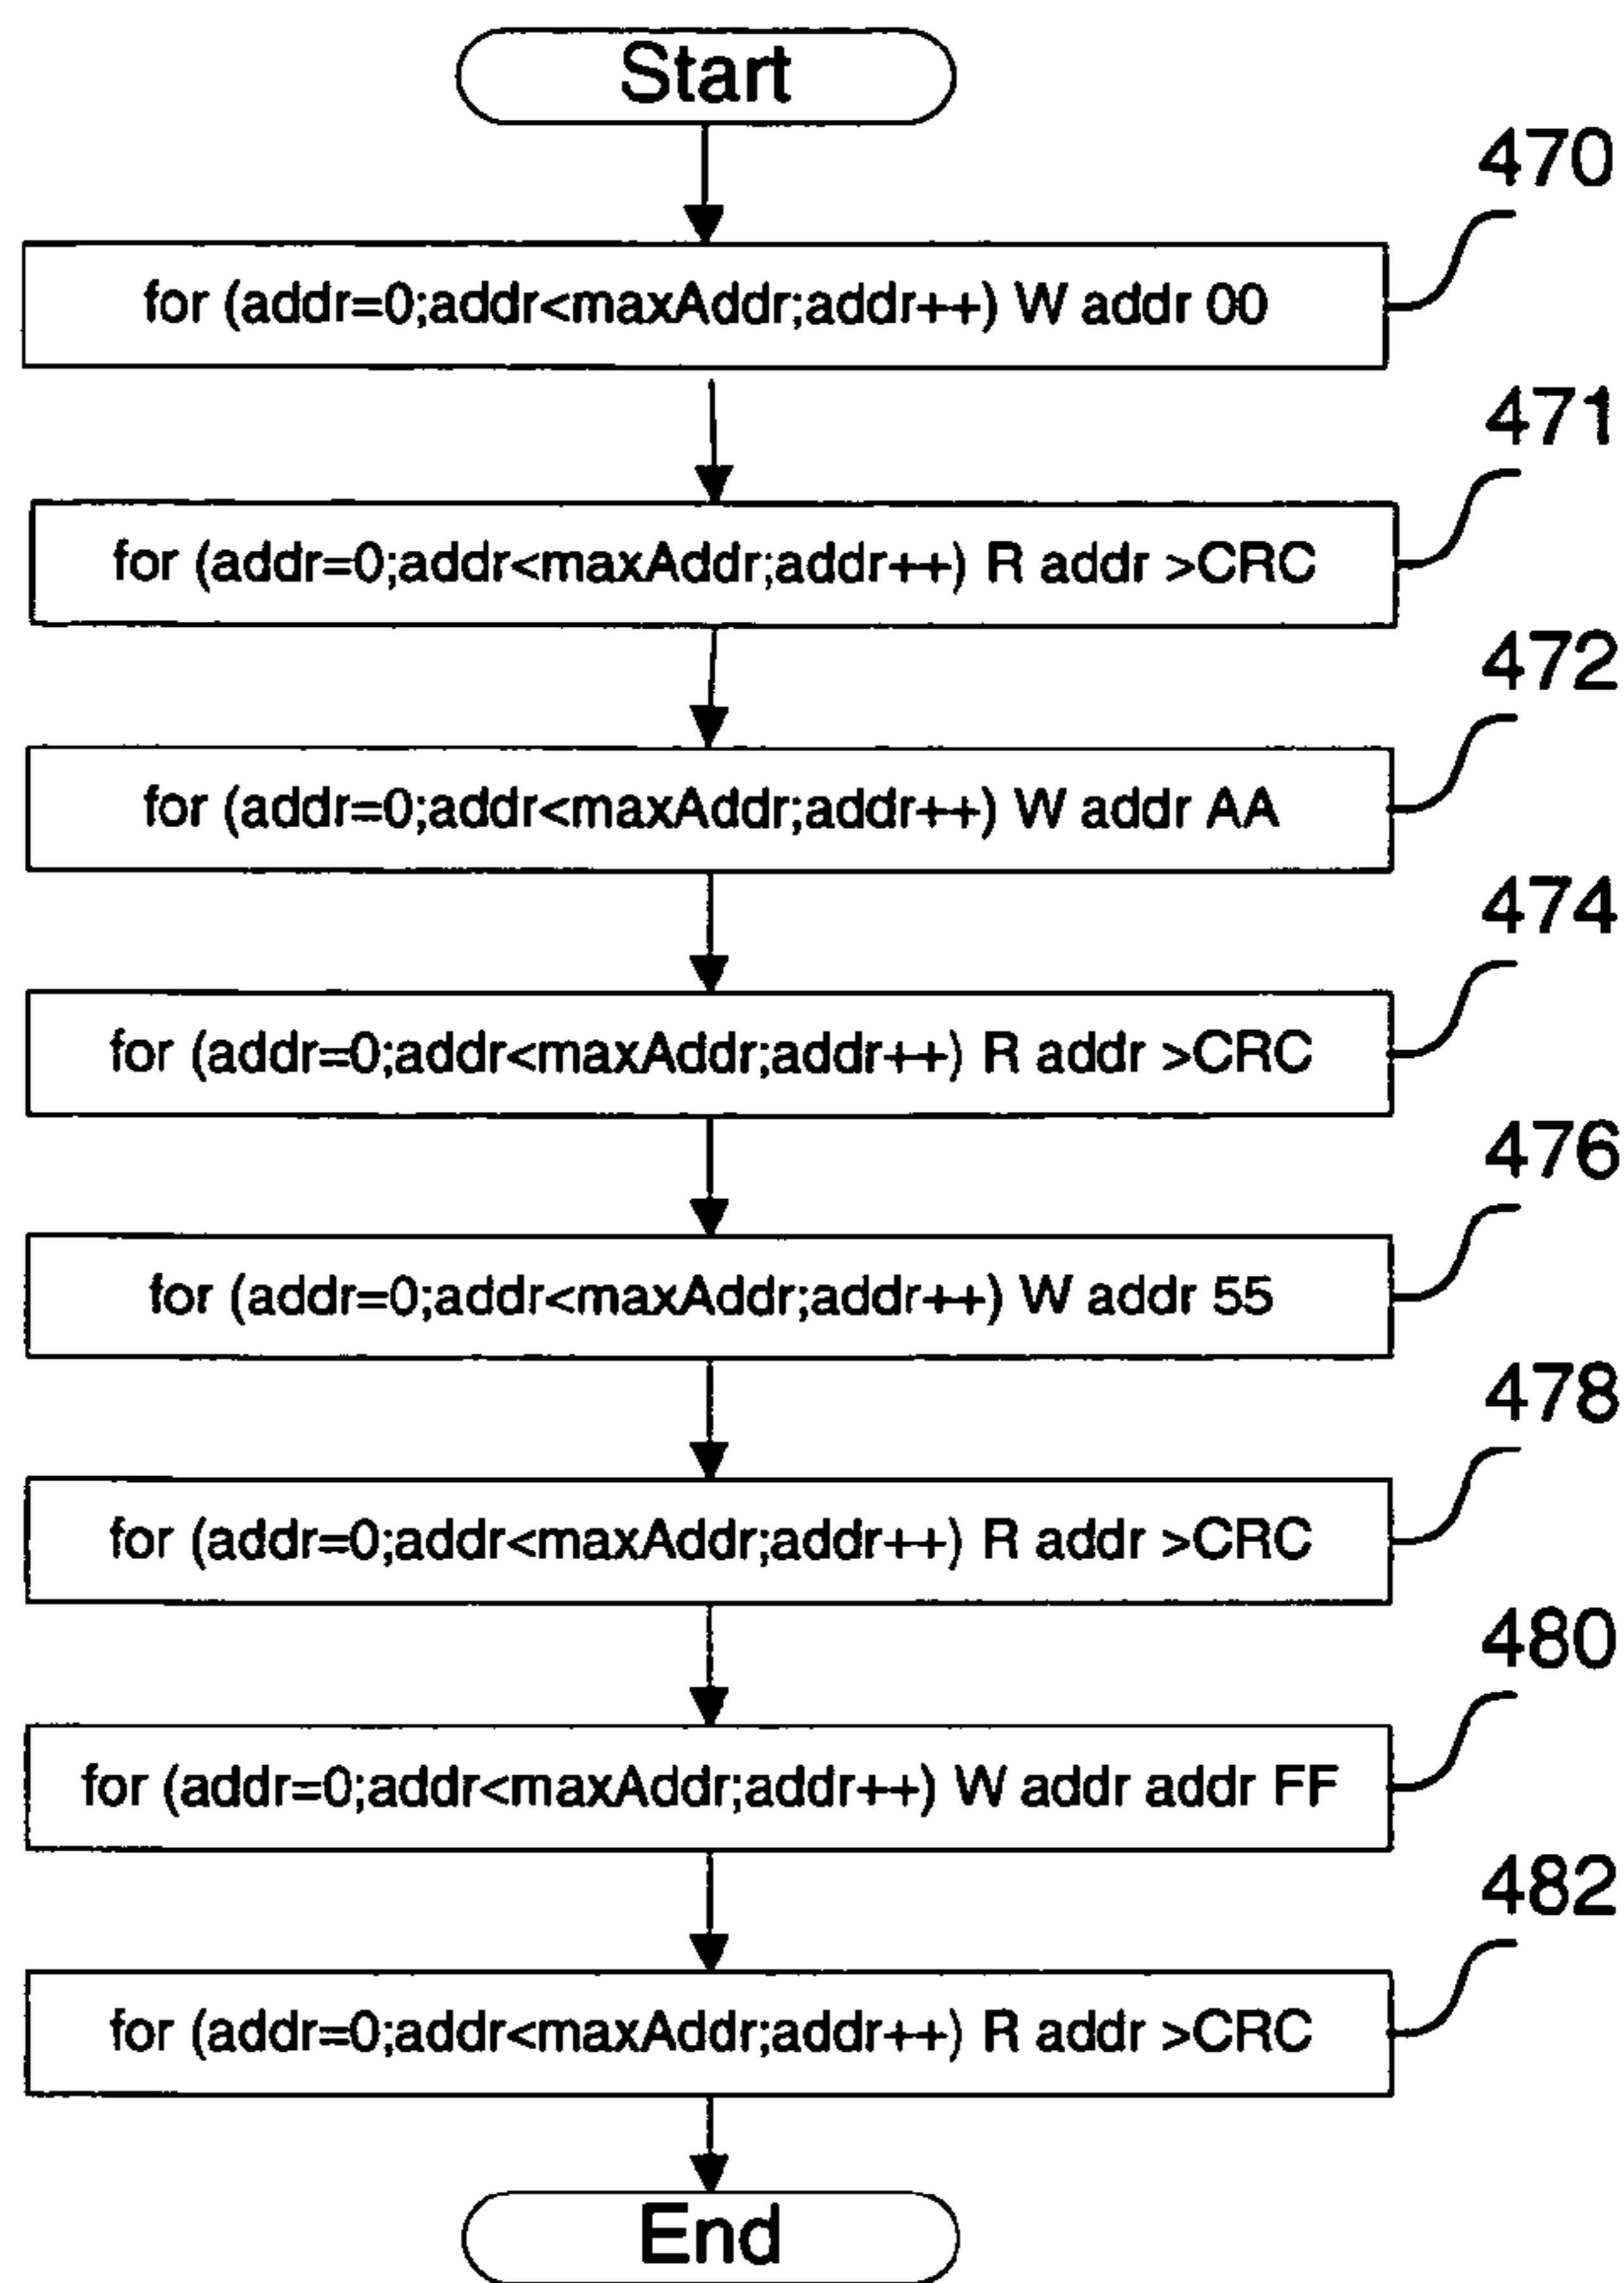 Start
470
for (addr=0;addr<maxAddr;addr++) W addr 00
471
for (addr=0;addr<maxAddr;addr++) R addr >CRC
472
for (addr=0;addr<maxAddr;addr++) W addr AA
474
for (addr=0;addr<maxAddr;addr++) R addr >CRC
476
for (addr=0;addr<maxAddr;addr++) W addr 55
478
for (addr=0;addr<maxAddr;addr++) R addr >CRC
480
for (addr=0;addr<maxAddr;addr++) W addr addr FF
482
for (addr=0;addr<maxAddr;addr++) R addr >CRC
End